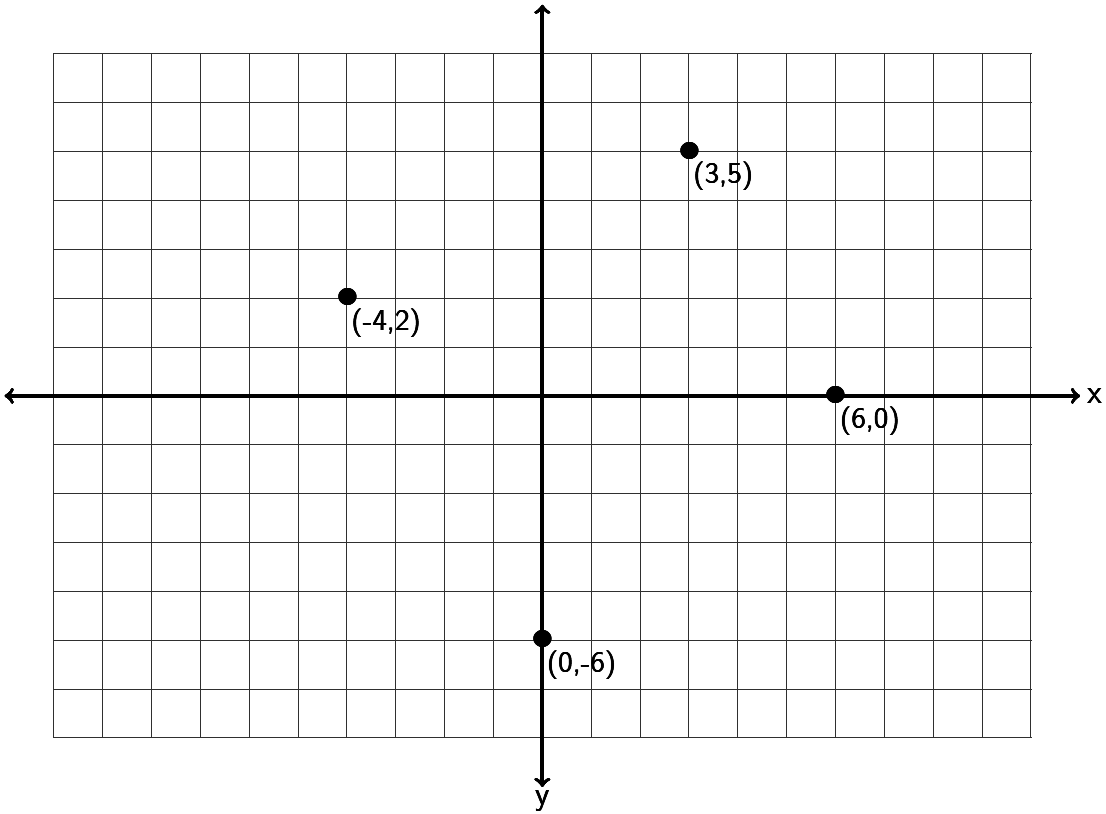 (3,5)
(-4,2)
x
(6,0)
(0,-6)
y